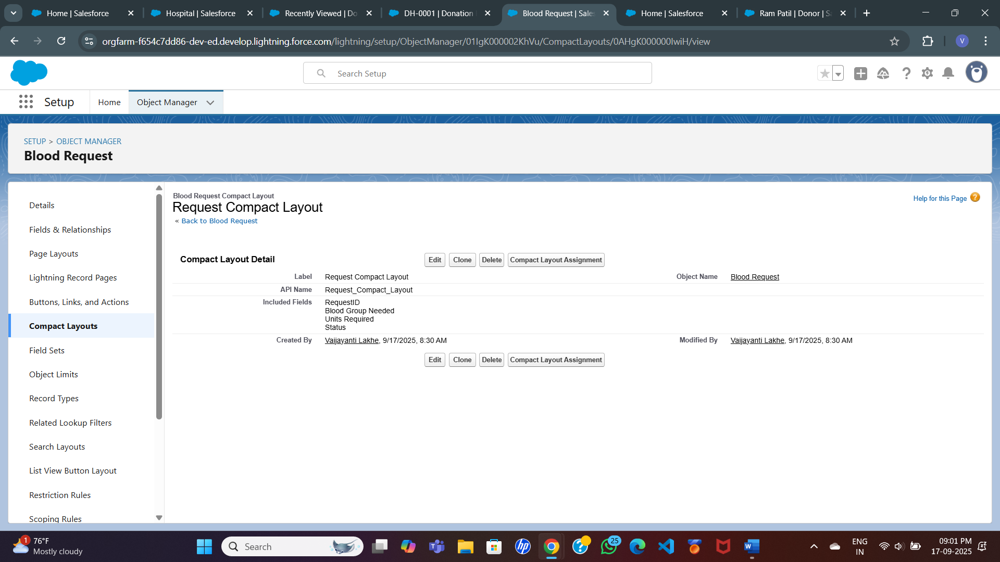 Home | Salesforce
Hospital | Salesforce
Recently Viewed | Do
DH-0001 | Donation
Blood Request | Sales
Home | Salesforce
Ram Patil | Donor | Sa
orgfarm-f654c7dd86-dev-ed.develop.lightning.force.com/lightning/setup/ObjectManager/01IgK000002KhVu/CompactLayouts/0AHgK000000IwiH/view
V
Search Setup
Setup
Home
Object Manager
SETUP > OBJECT MANAGER
Blood Request
Details
Fields & Relationships
Page Layouts
Lightning Record Pages
Buttons, Links, and Actions
Compact Layouts
Field Sets
Object Limits
Record Types
Related Lookup Filters
Search Layouts
List View Button Layout
Restriction Rules
Scoping Rules
Blood Request Compact Layout
Request Compact Layout
« Back to Blood Request
Help for this Page ?
Compact Layout Detail
Edit Clone Delete Compact Layout Assignment
Label Request Compact Layout Object Name Blood Request
API Name Request_Compact_Layout
Included Fields RequestID
Blood Group Needed
Units Required
Status
Created By Vaijayanti Lakhe, 9/17/2025, 8:30 AM Modified By Vaijayanti Lakhe, 9/17/2025, 8:30 AM
Edit Clone Delete Compact Layout Assignment
1
76°F
Mostly cloudy
Search
25
ENG
IN
09:01 PM
17-09-2025